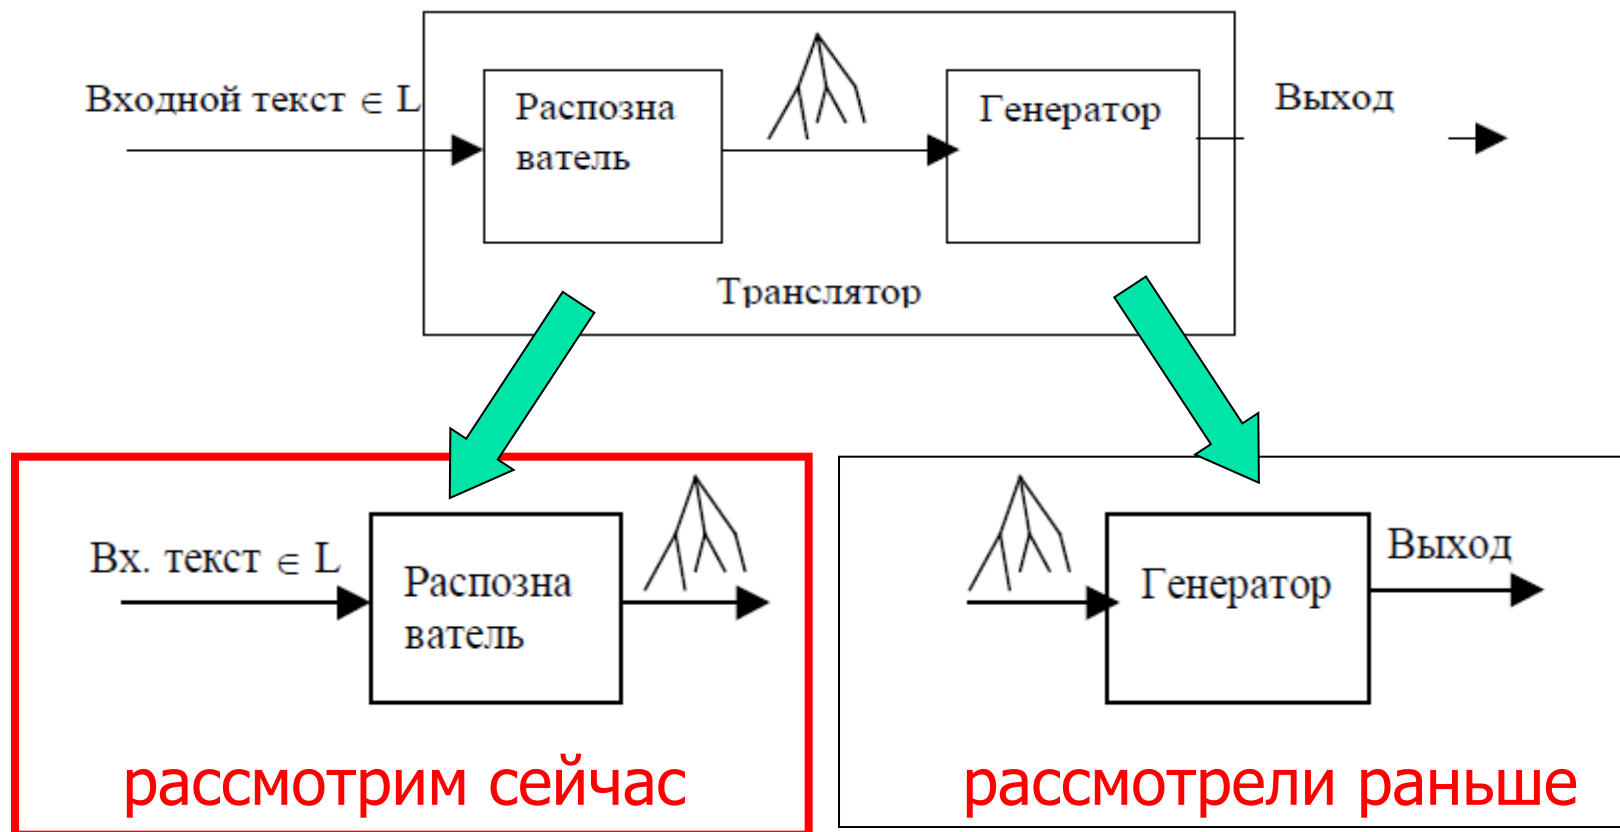 Входной текст ∈ L
Распозна
ватель
Генератор
Выход
Транслятор
Вх. текст ∈ L
Распозна
ватель
Генератор
Выход
рассмотрим сейчас
рассмотрели раньше